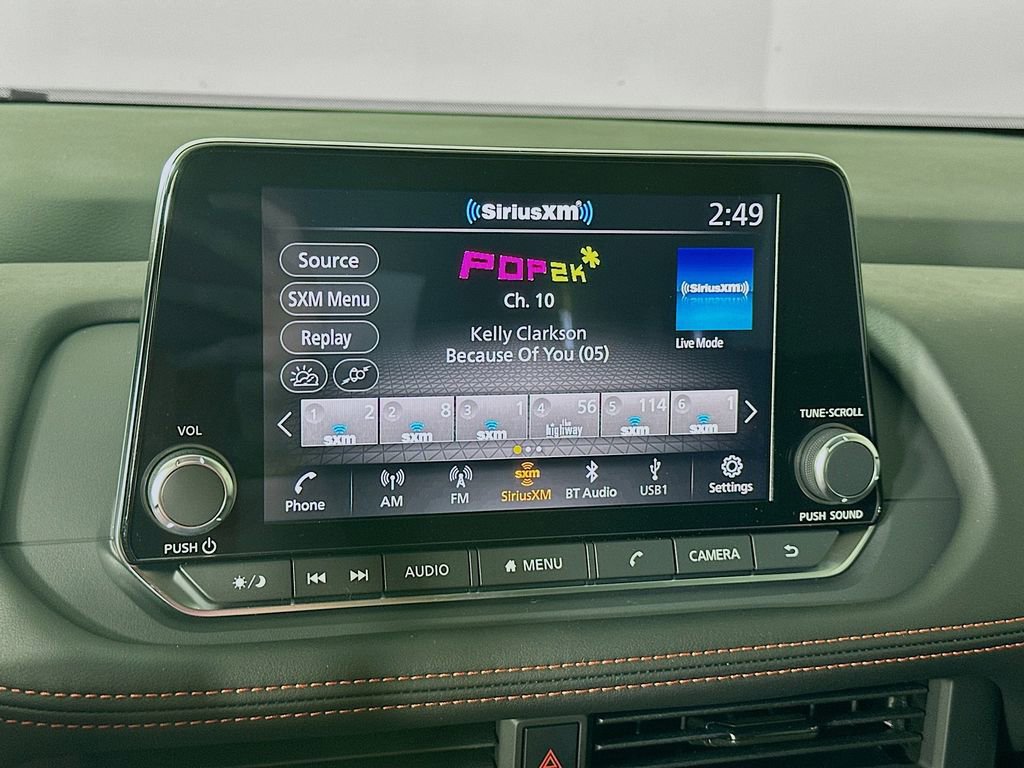 ((SiriusXM))
2:49
Source
POP2K*
((SiriusXM))
SXM Menu
Ch. 10
Replay
Kelly Clarkson
Live Mode
Because Of You (05)
1 2
2 8
3 1
4 56
5 114
6 1
sxm
sxm
sxm
the highway
sxm
sxm
TUNE·SCROLL
VOL
Phone
AM
FM
sxm
SiriusXM
BT Audio
USB1
Settings
PUSH SOUND
PUSH
AUDIO
MENU
CAMERA